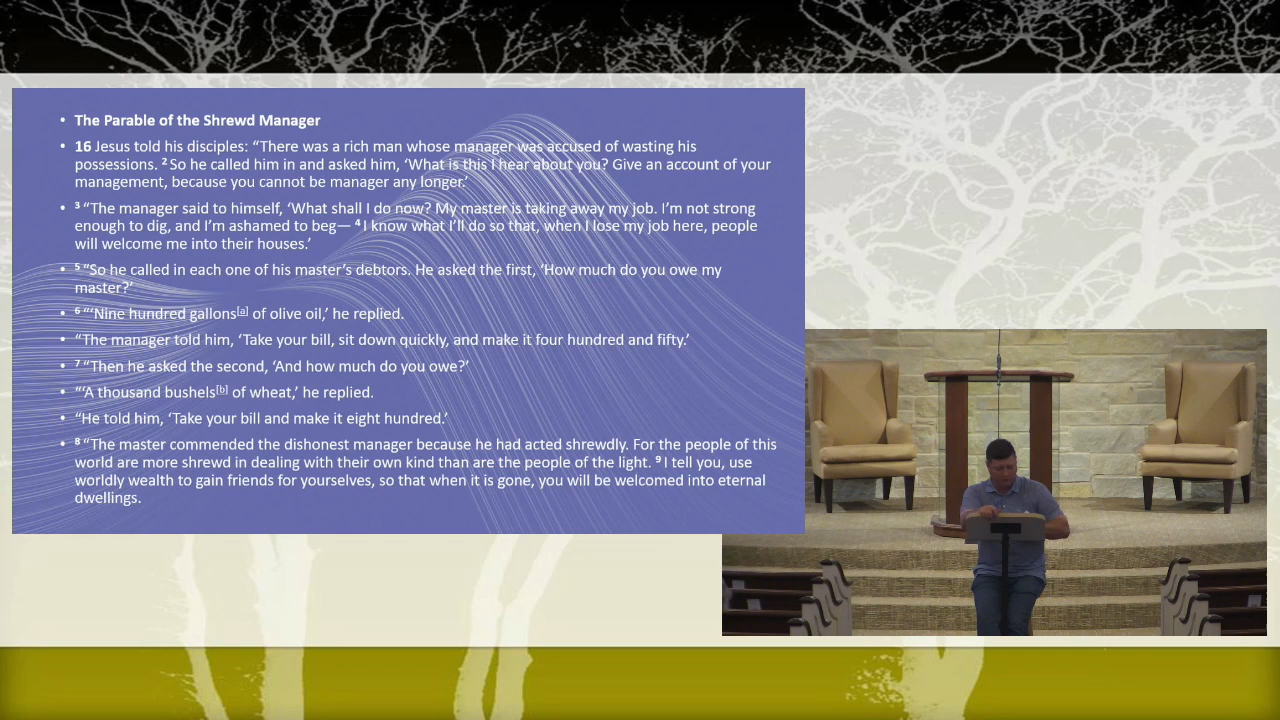 • The Parable of the Shrewd Manager
• 16 Jesus told his disciples: “There was a rich man whose manager was accused of wasting his
possessions. ² So he called him in and asked him, ‘What is this I hear about you? Give an account of your
management, because you cannot be manager any longer.’
• ³ “The manager said to himself, ‘What shall I do now? My master is taking away my job. I’m not strong
enough to dig, and I’m ashamed to beg— ⁴ I know what I’ll do so that, when I lose my job here, people
will welcome me into their houses.’
• ⁵ “So he called in each one of his master’s debtors. He asked the first, ‘How much do you owe my
master?’
• ⁶ “‘Nine hundred gallons[a] of olive oil,’ he replied.
• “The manager told him, ‘Take your bill, sit down quickly, and make it four hundred and fifty.’
• ⁷ “Then he asked the second, ‘And how much do you owe?’
• “‘A thousand bushels[b] of wheat,’ he replied.
• “He told him, ‘Take your bill and make it eight hundred.’
• ⁸ “The master commended the dishonest manager because he had acted shrewdly. For the people of this
world are more shrewd in dealing with their own kind than are the people of the light. ⁹ I tell you, use
worldly wealth to gain friends for yourselves, so that when it is gone, you will be welcomed into eternal
dwellings.